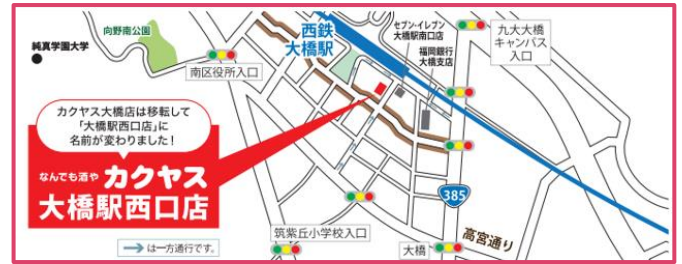 向野南公園
純真学園大学
南区役所入口
西鉄
大橋駅
セブン-イレブン
大橋駅南口店
福岡銀行
大橋支店
九大大橋
キャンパス
入口
カクヤス大橋店は移転して
「大橋駅西口店」に
名前が変わりました!
なんでも酒や カクヤス
大橋駅西口店
385
高宮通り
筑紫丘小学校入口
大橋
は一方通行です。